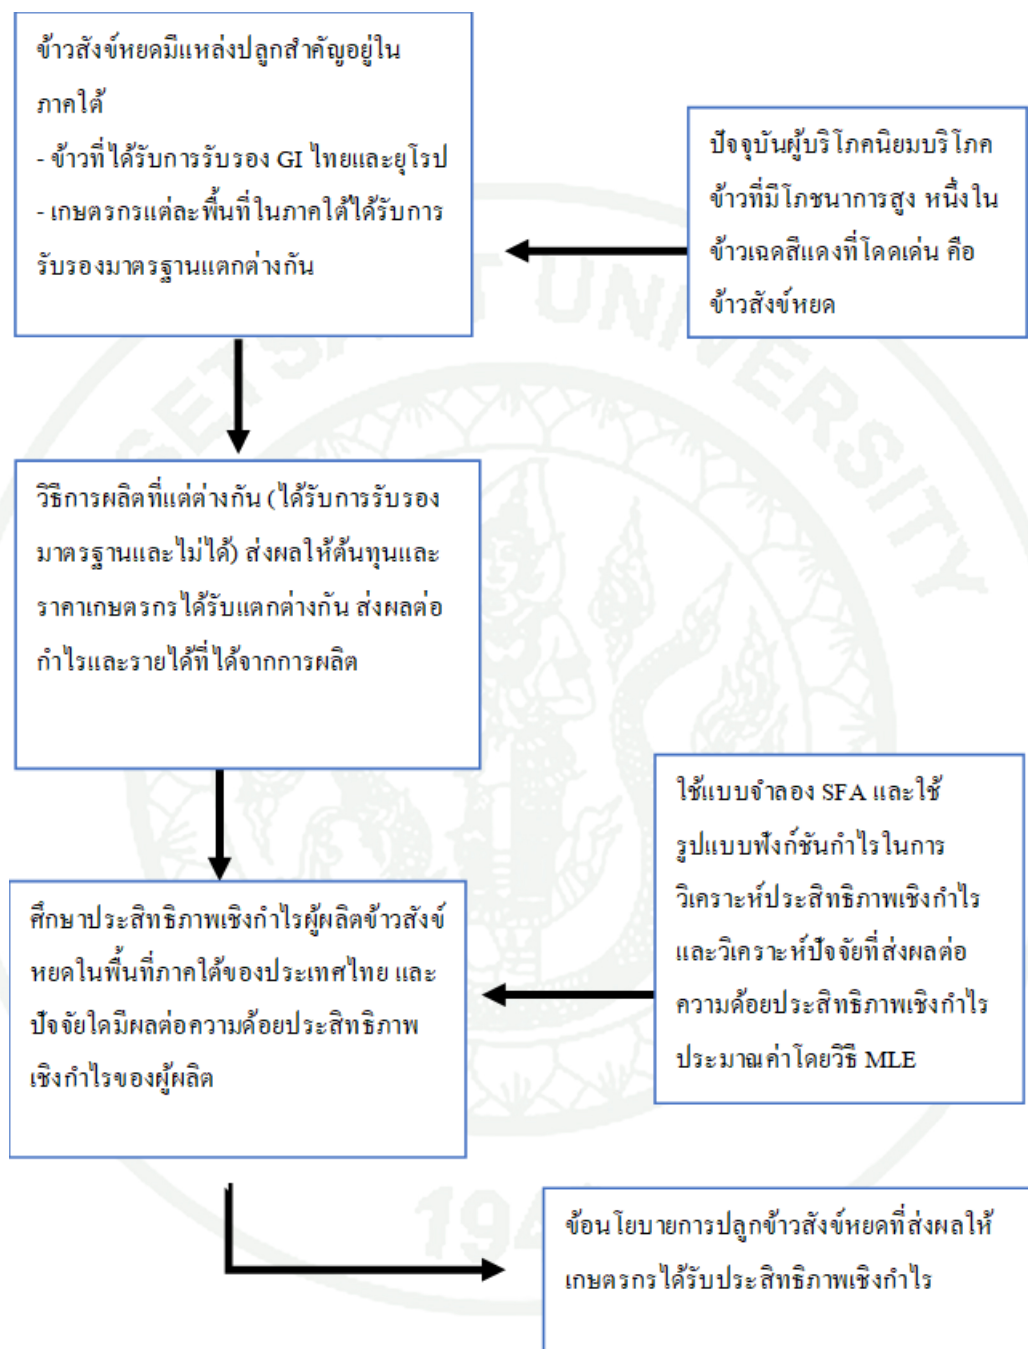 ข้าวสังข์หยดมีแหล่งปลูกสำคัญอยู่ใน
ภาคใต้
- ข้าวที่ได้รับการรับรอง GI ไทยและยุโรป
- เกษตรกรแต่ละพื้นที่ในภาคใต้ได้รับการ
รับรองมาตรฐานแตกต่างกัน
ปัจจุบันผู้บริโภคนิยมบริโภค
ข้าวที่มีโภชนาการสูง หนึ่งใน
ข้าวเฉดสีแดงที่โดดเด่น คือ
ข้าวสังข์หยด
วิธีการผลิตที่แต่ต่างกัน (ได้รับการรับรอง
มาตรฐานและไม่ได้) ส่งผลให้ต้นทุนและ
ราคาเกษตรกรได้รับแตกต่างกัน ส่งผลต่อ
กำไรและรายได้ที่ได้จากการผลิต
ใช้แบบจำลอง SFA และใช้
รูปแบบฟังก์ชันกำไรในการ
วิเคราะห์ประสิทธิภาพเชิงกำไร
และวิเคราะห์ปัจจัยที่ส่งผลต่อ
ความด้อยประสิทธิภาพเชิงกำไร
ประมาณค่าโดยวิธี MLE
ศึกษาประสิทธิภาพเชิงกำไรผู้ผลิตข้าวสังข์
หยดในพื้นที่ภาคใต้ของประเทศไทย และ
ปัจจัยใดมีผลต่อความด้อยประสิทธิภาพ
เชิงกำไรของผู้ผลิต
ข้อนโยบายการปลูกข้าวสังข์หยดที่ส่งผลให้
เกษตรกรได้รับประสิทธิภาพเชิงกำไร
SETSART UNIVERSITY
194